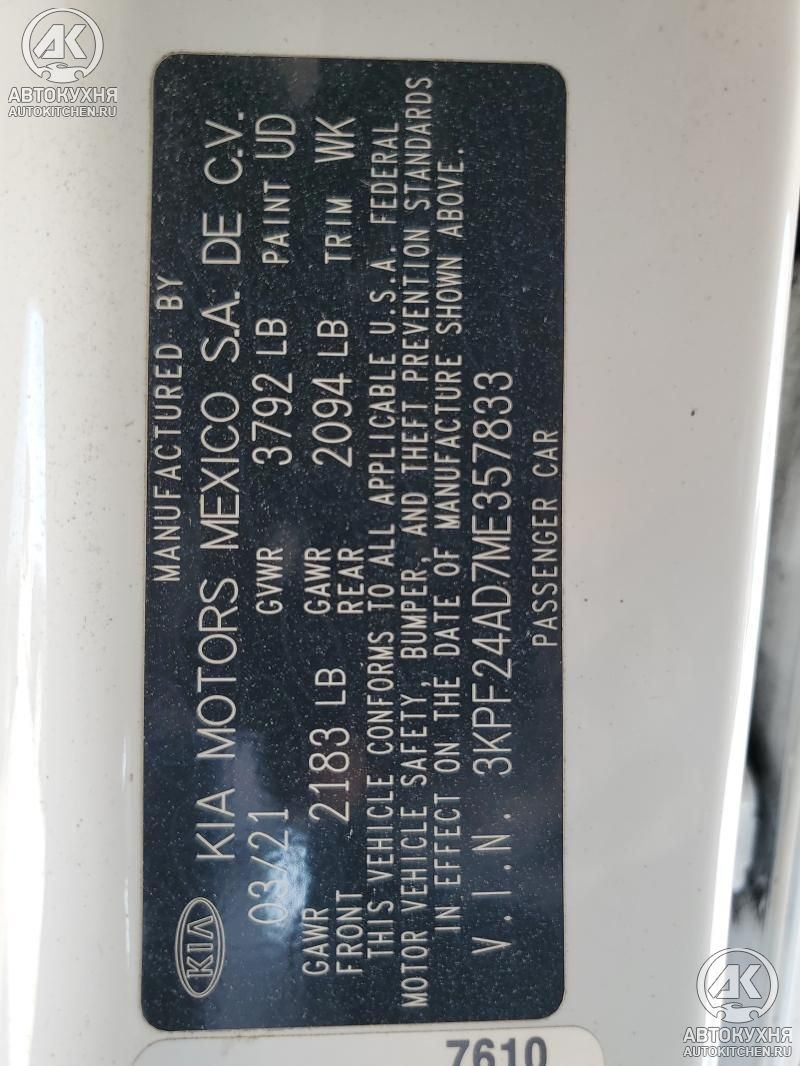 AK
АВТОКУХНЯ
AUTOKITCHEN.RU
MANUFACTURED BY
KIA KIA MOTORS MEXICO S.A. DE C.V.
03/21 GVWR 3792 LB PAINT UD
GAWR FRONT 2183 LB GAWR REAR 2094 LB TRIM WK
THIS VEHICLE CONFORMS TO ALL APPLICABLE U.S.A. FEDERAL
MOTOR VEHICLE SAFETY, BUMPER, AND THEFT PREVENTION STANDARDS
IN EFFECT ON THE DATE OF MANUFACTURE SHOWN ABOVE.
V.I.N. 3KPF24AD7ME357833
PASSENGER CAR
7610
AK
АВТОКУХНЯ
AUTOKITCHEN.RU